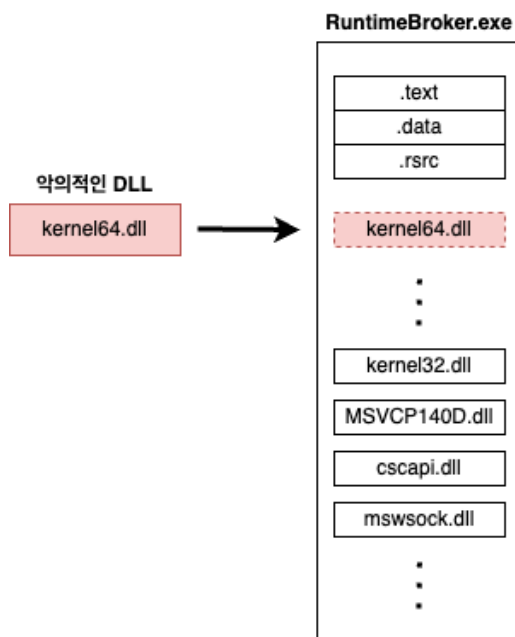 RuntimeBroker.exe
.text
.data
.rsrc
악의적인 DLL
kernel64.dll
kernel64.dll
kernel32.dll
MSVCP140D.dll
cscapi.dll
mswsock.dll